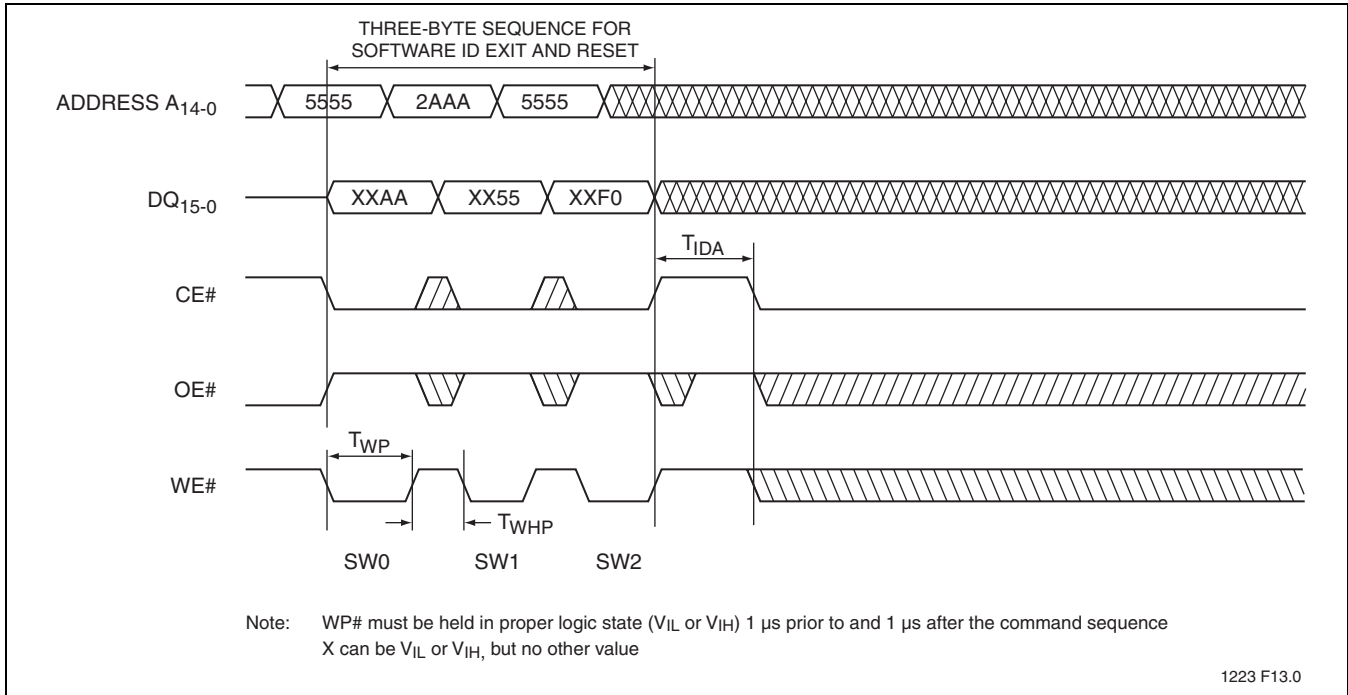 THREE-BYTE SEQUENCE FOR
SOFTWARE ID EXIT AND RESET
ADDRESS A14-0 5555 2AAA 5555
DQ15-0 XXAA XX55 XXF0
TIDA
CE#
OE#
TWP
WE#
TWHP
SW0 SW1 SW2
Note: WP# must be held in proper logic state (VIL or VIH) 1 µs prior to and 1 µs after the command sequence
X can be VIL or VIH, but no other value
1223 F13.0